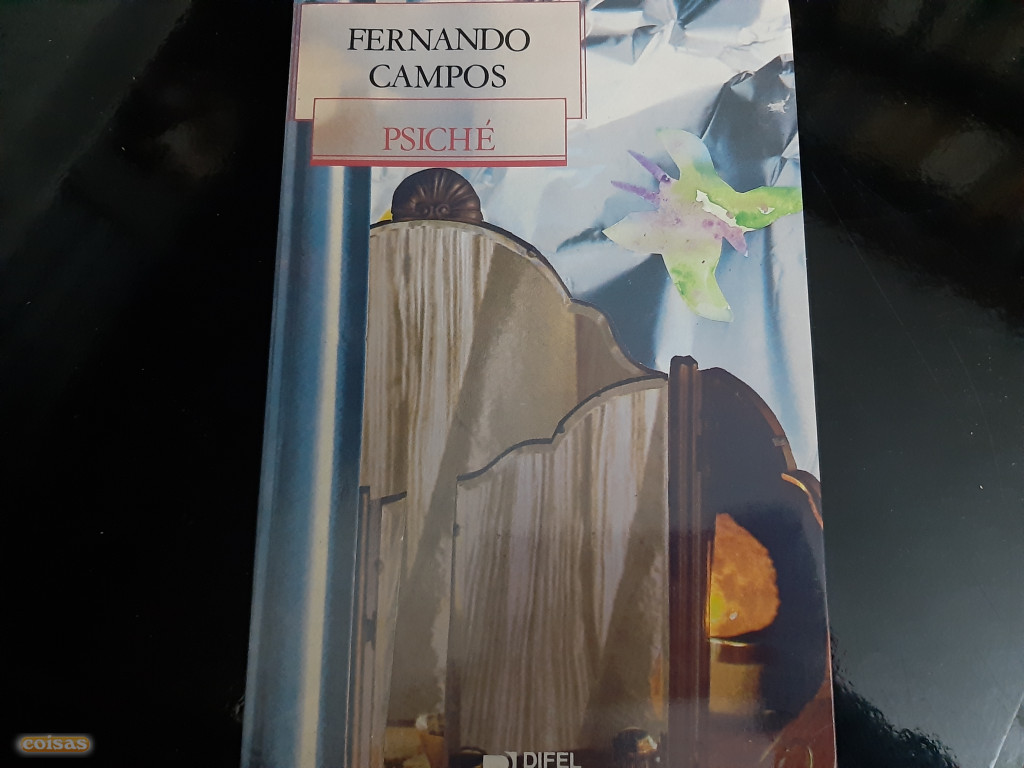 FERNANDO
CAMPOS
PSICHÉ
DIFEL
coisas